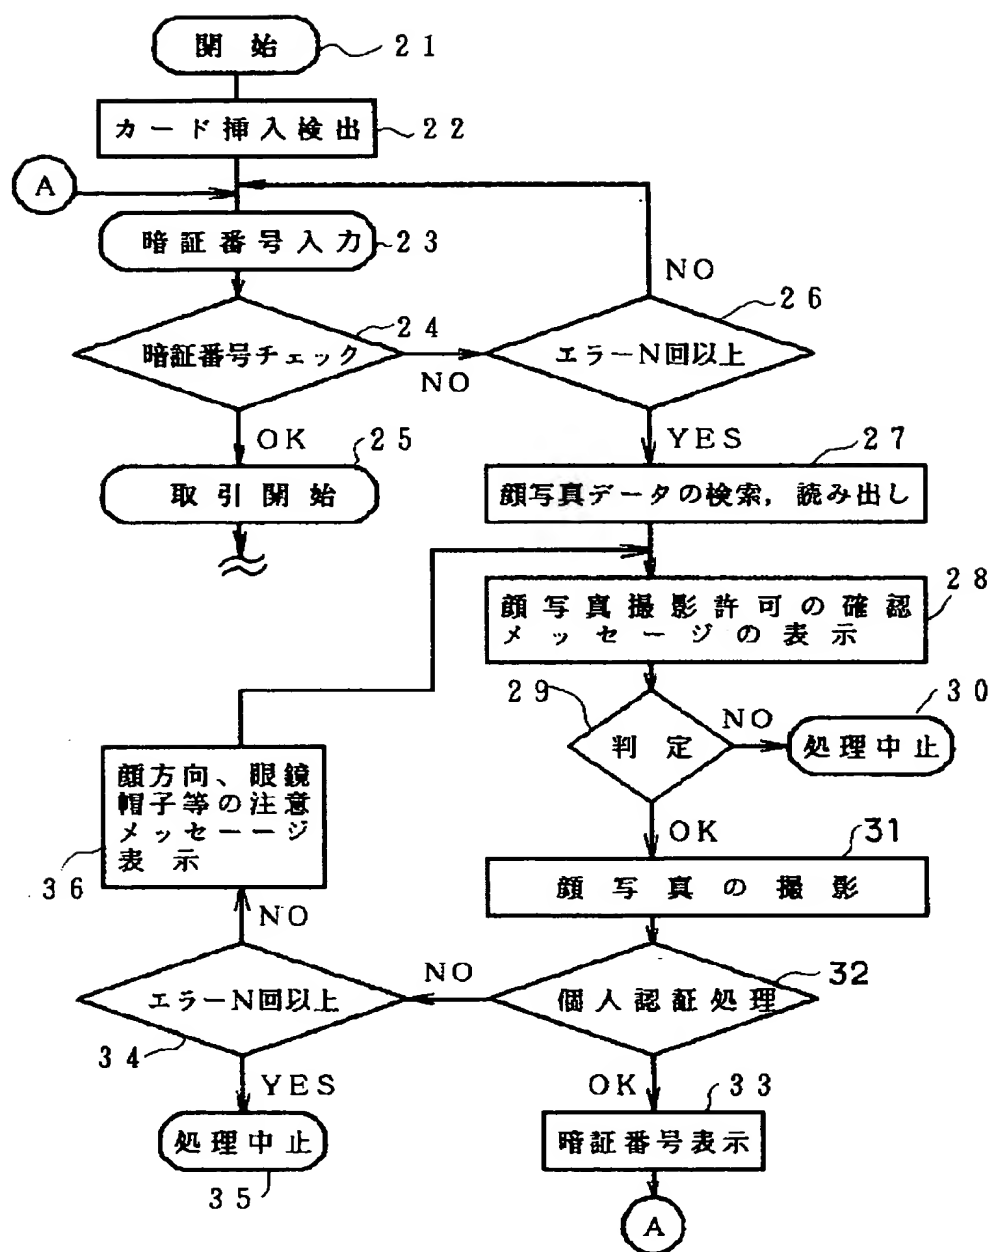 開始
21
カード挿入検出
22
A
暗証番号入力
23
NO
26
24
暗証番号チェック
NO
エラーN回以上
OK
25
YES
27
取引開始
顔写真データの検索，読み出し
28
顔写真撮影許可の確認
メッセージの表示
29
NO
30
判定
処理中止
顔方向、眼鏡
帽子等の注意
メッセーージ
表示
36
OK
31
顔写真の撮影
NO
NO
32
エラーN回以上
個人認証処理
34
YES
OK
33
処理中止
35
暗証番号表示
A